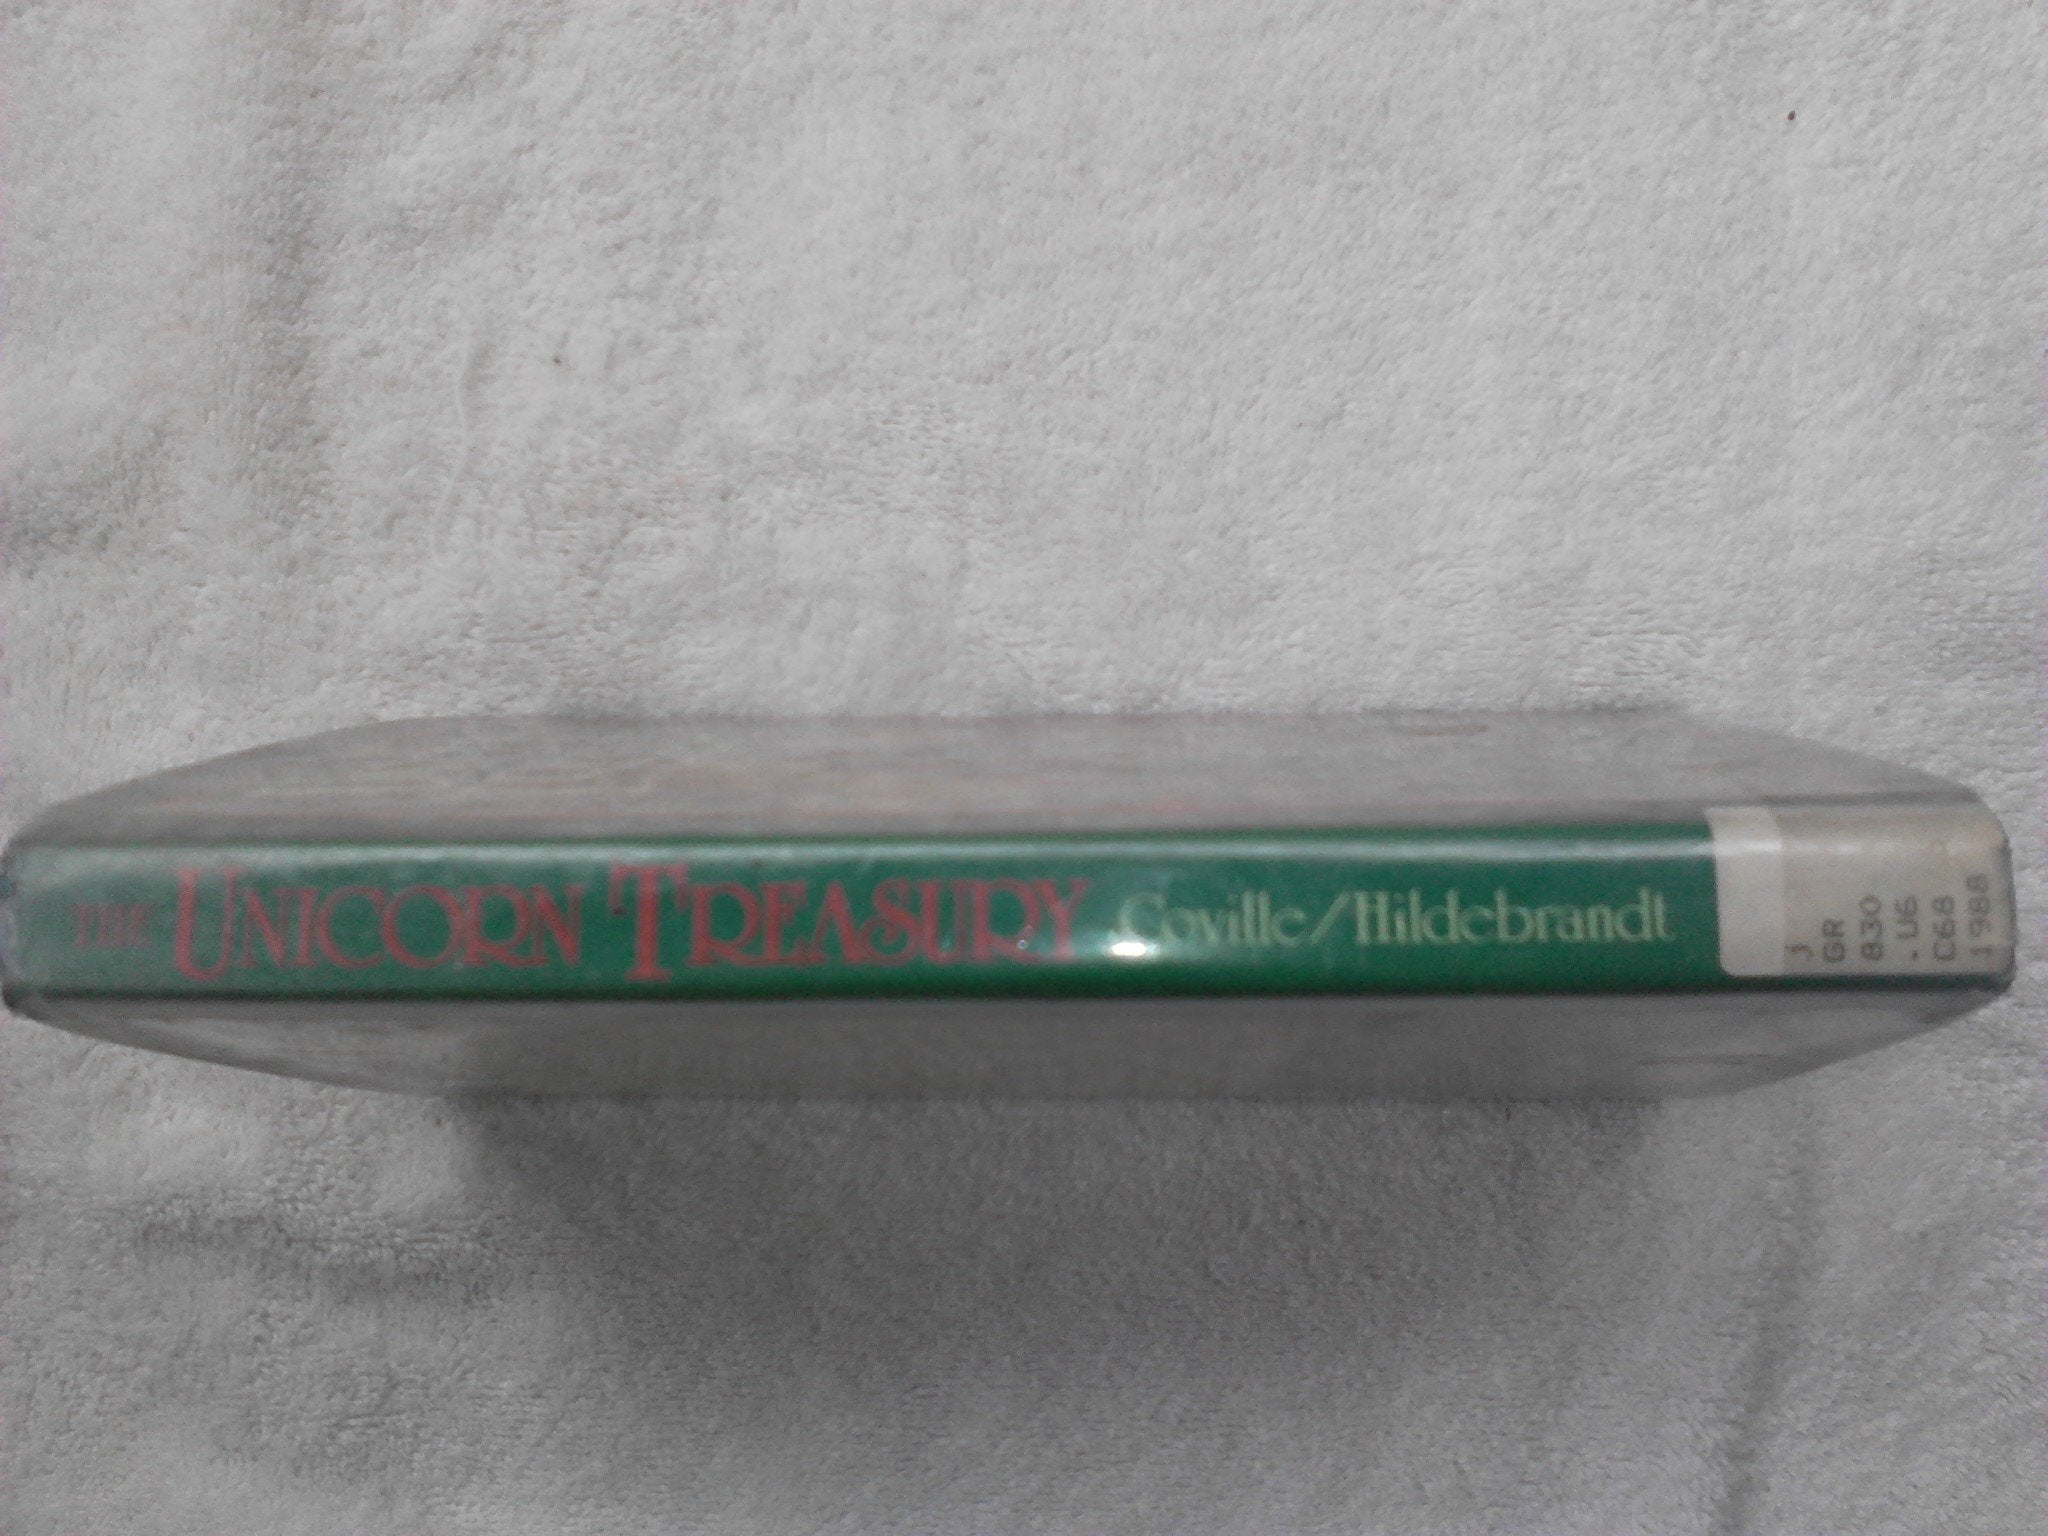 THE UNICORN TREASURY Coville/Hildebrandt
J
GR
830
.U6
C68
1988